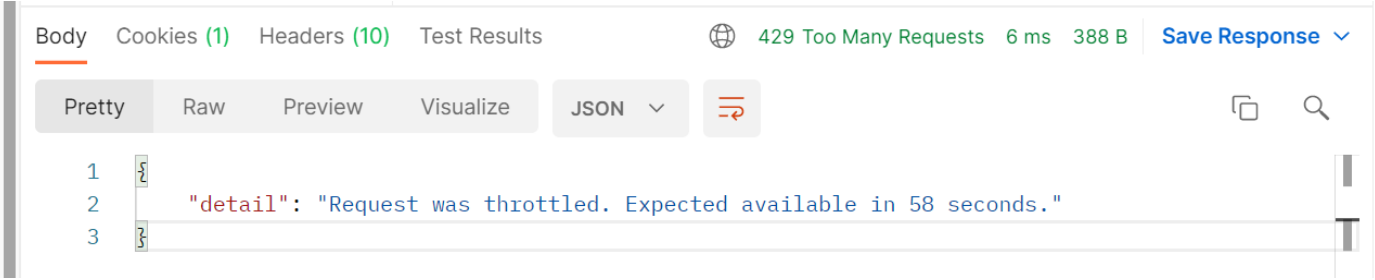 Body Cookies (1) Headers (10) Test Results 429 Too Many Requests 6 ms 388 B Save Response
Pretty Raw Preview Visualize JSON
1 {
2 "detail": "Request was throttled. Expected available in 58 seconds."
3 }